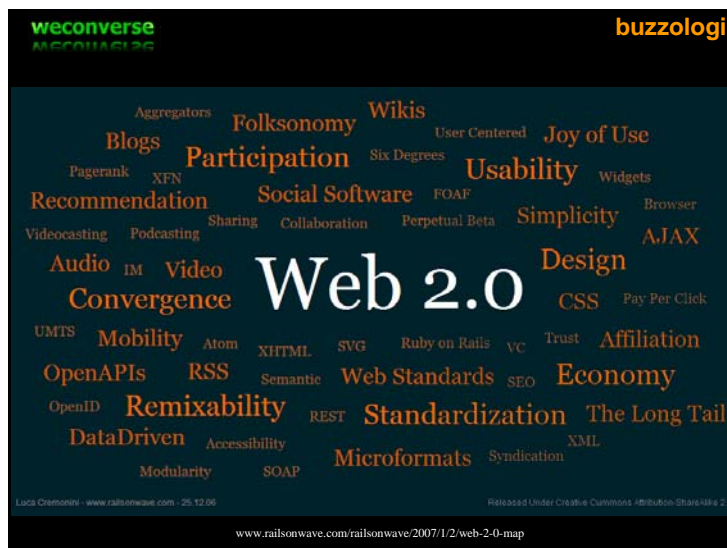 weconverse
buzzologi
Aggregators Folksonomy Wikis
Blogs User Centered Joy of Use
Participation Six Degrees Usability
Pagerank XFN Widgets
Recommendation Social Software FOAF Browser
Sharing Collaboration Perpetual Beta Simplicity
Videocasting Podcasting AJAX
Audio IM Video Web 2.0 Design
Convergence CSS Pay Per Click
UMTS Mobility Atom XHTML SVG Ruby on Rails VC Trust Affiliation
OpenAPIs RSS Semantic Web Standards SEO Economy
OpenID Remixability REST Standardization The Long Tail
DataDriven Accessibility XML
Modularity SOAP Microformats Syndication
Luca Cremonini - www.railsonwave.com - 25.12.06
Released Under Creative Commons Attribution-ShareAlike 2
www.railsonwave.com/railsonwave/2007/1/2/web-2-0-map